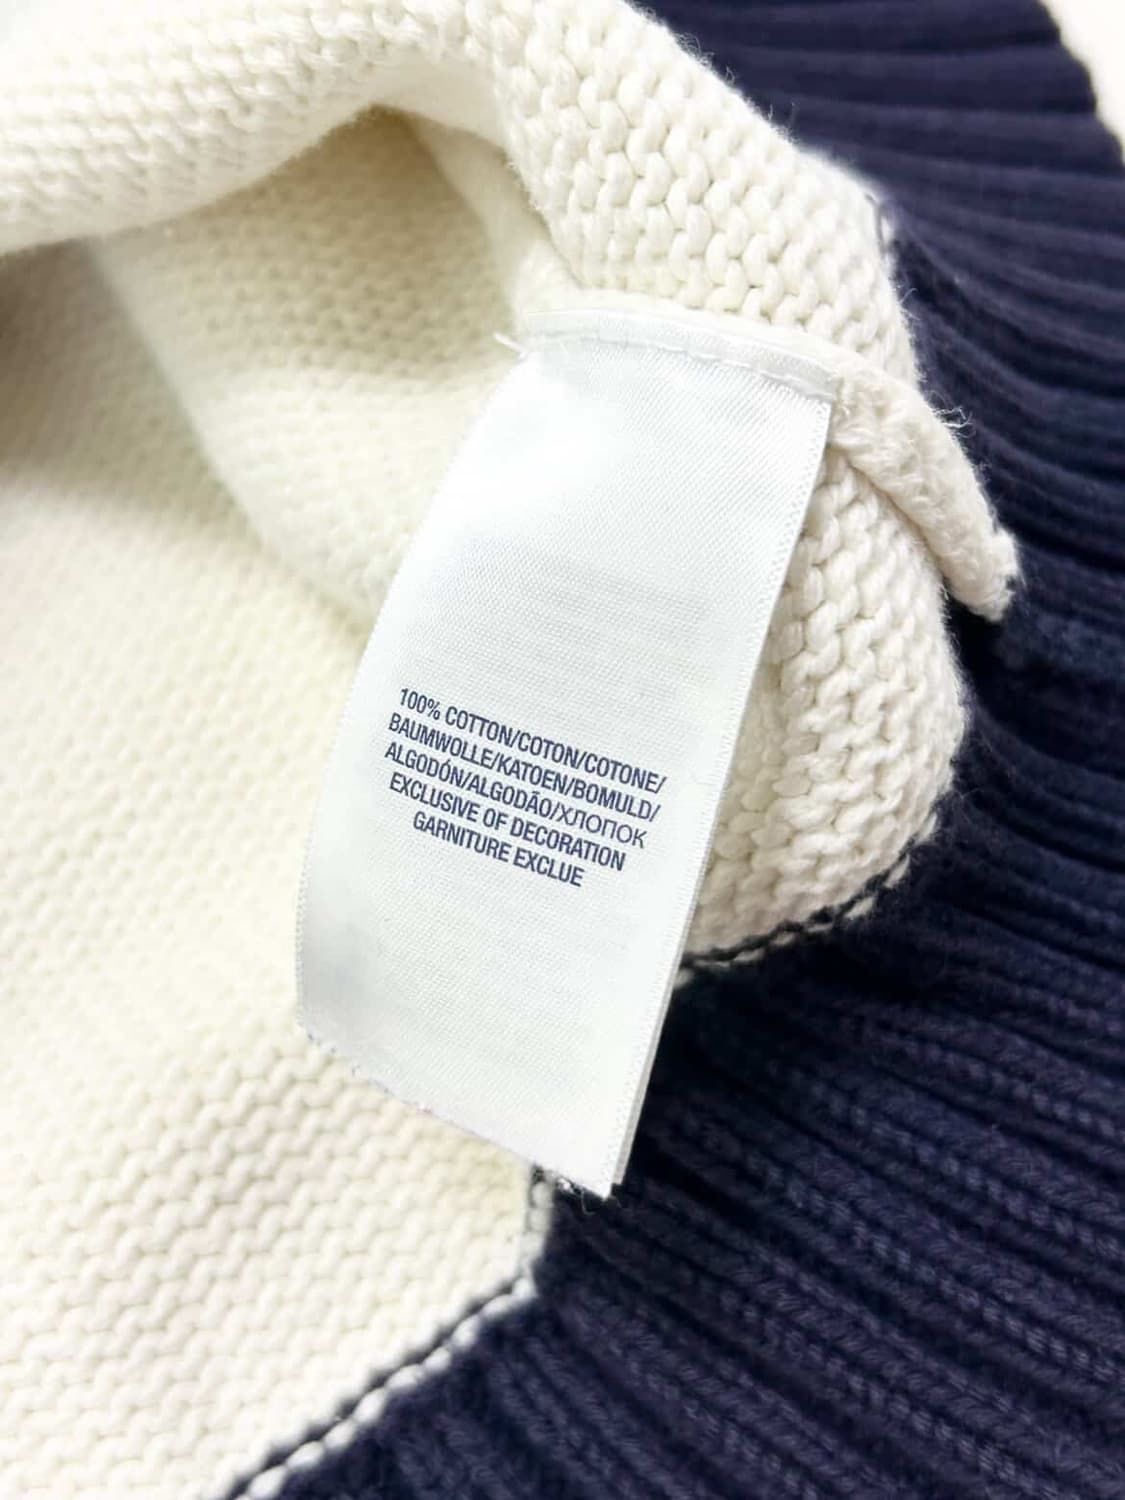 100% COTTON/COTON/COTONE/
BAUMWOLLE/KATOEN/BOMULD/
ALGODÓN/ALGODÃO/ХЛОПОК
EXCLUSIVE OF DECORATION
GARNITURE EXCLUE